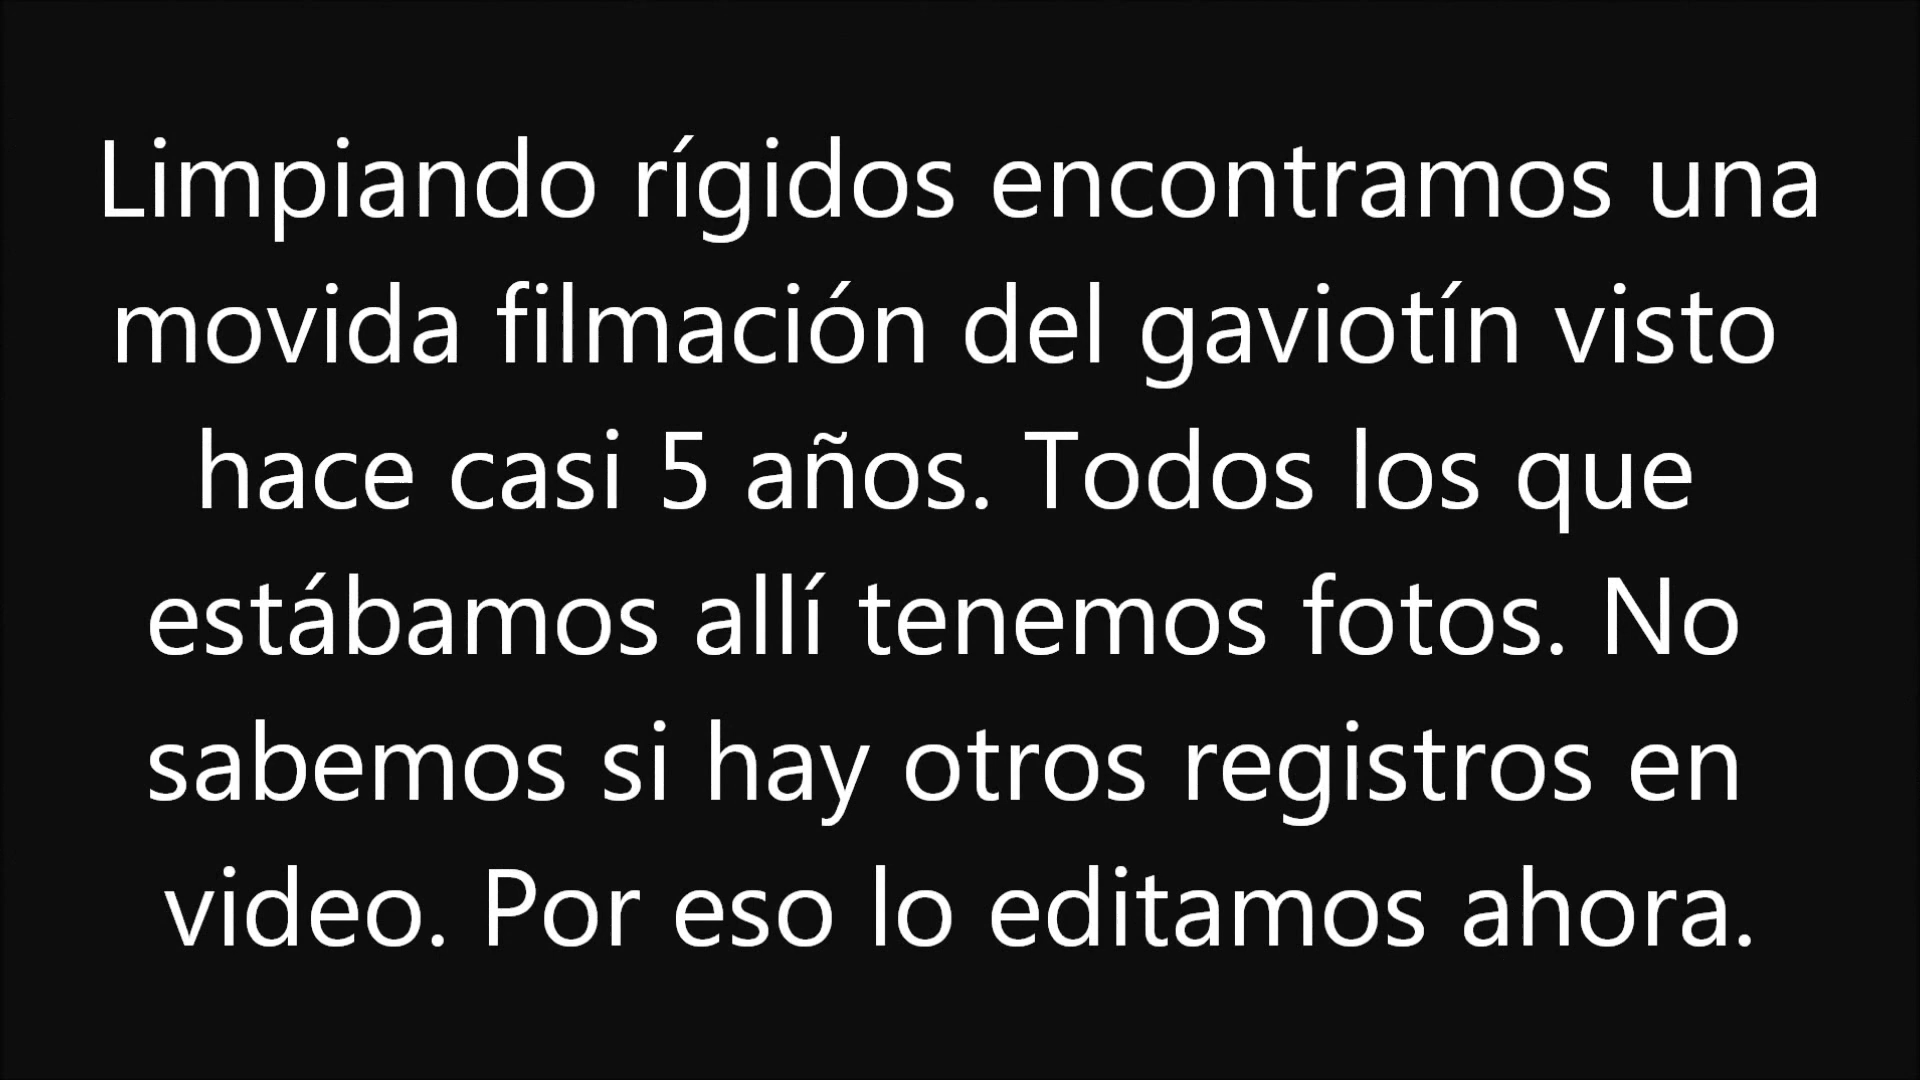 Limpiando rígidos encontramos una
movida filmación del gaviotín visto
hace casi 5 años. Todos los que
estábamos allí tenemos fotos. No
sabemos si hay otros registros en
video. Por eso lo editamos ahora.